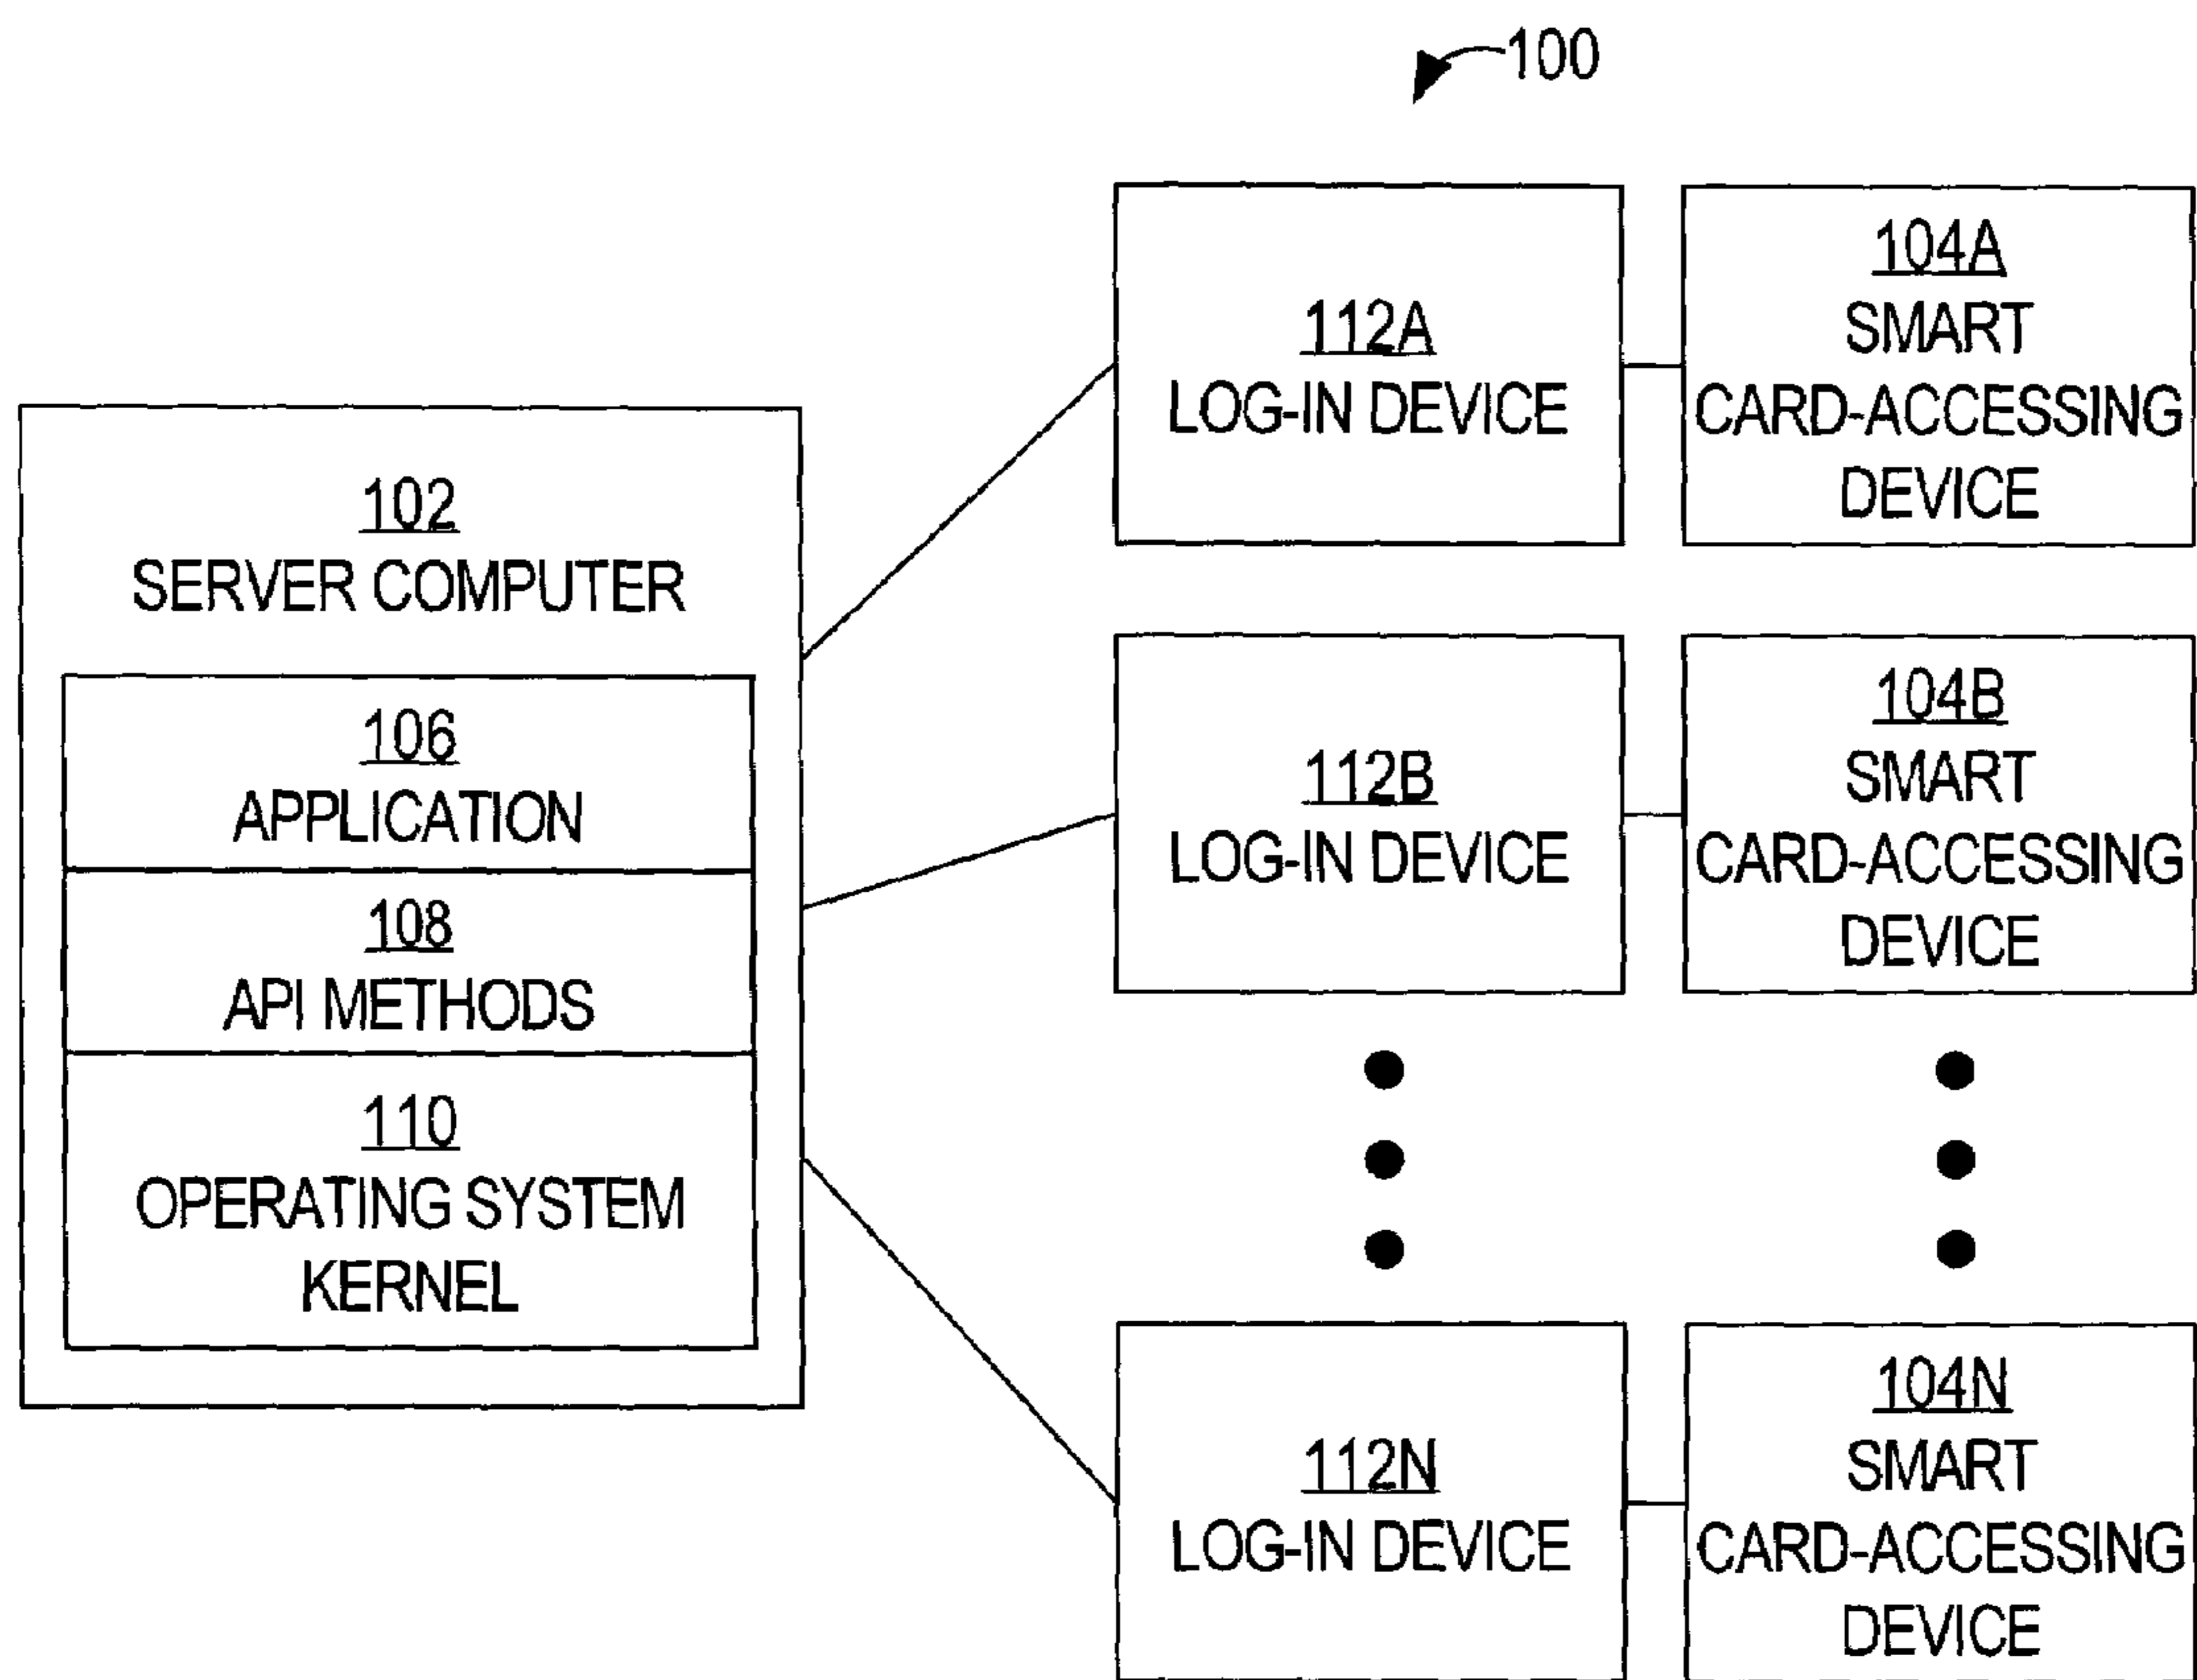 100
102
SERVER COMPUTER
106
APPLICATION
108
API METHODS
110
OPERATING SYSTEM
KERNEL
112A
LOG-IN DEVICE
104A
SMART
CARD-ACCESSING
DEVICE
112B
LOG-IN DEVICE
104B
SMART
CARD-ACCESSING
DEVICE
112N
LOG-IN DEVICE
104N
SMART
CARD-ACCESSING
DEVICE